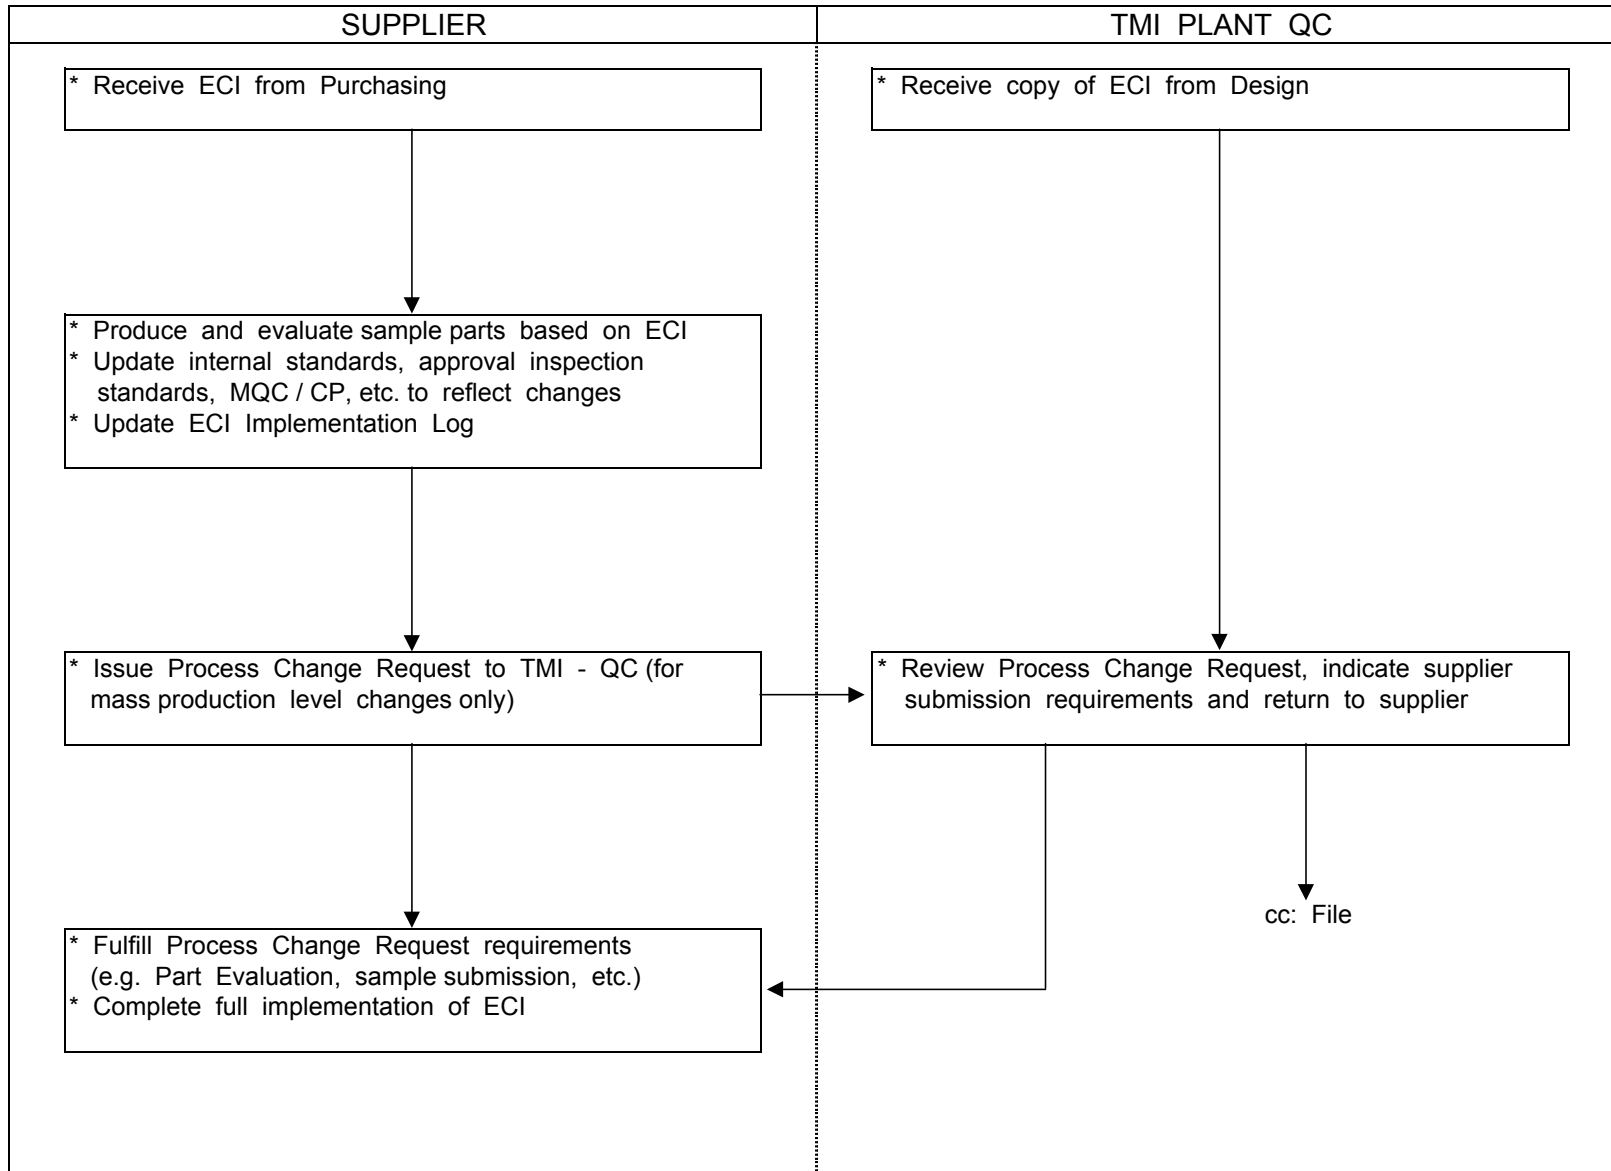 SUPPLIER
TMI PLANT QC
* Receive ECI from Purchasing
* Receive copy of ECI from Design
* Produce and evaluate sample parts based on ECI
* Update internal standards, approval inspection
standards, MQC / CP, etc. to reflect changes
* Update ECI Implementation Log
* Issue Process Change Request to TMI - QC (for
mass production level changes only)
* Review Process Change Request, indicate supplier
submission requirements and return to supplier
cc: File
* Fulfill Process Change Request requirements
(e.g. Part Evaluation, sample submission, etc.)
* Complete full implementation of ECI